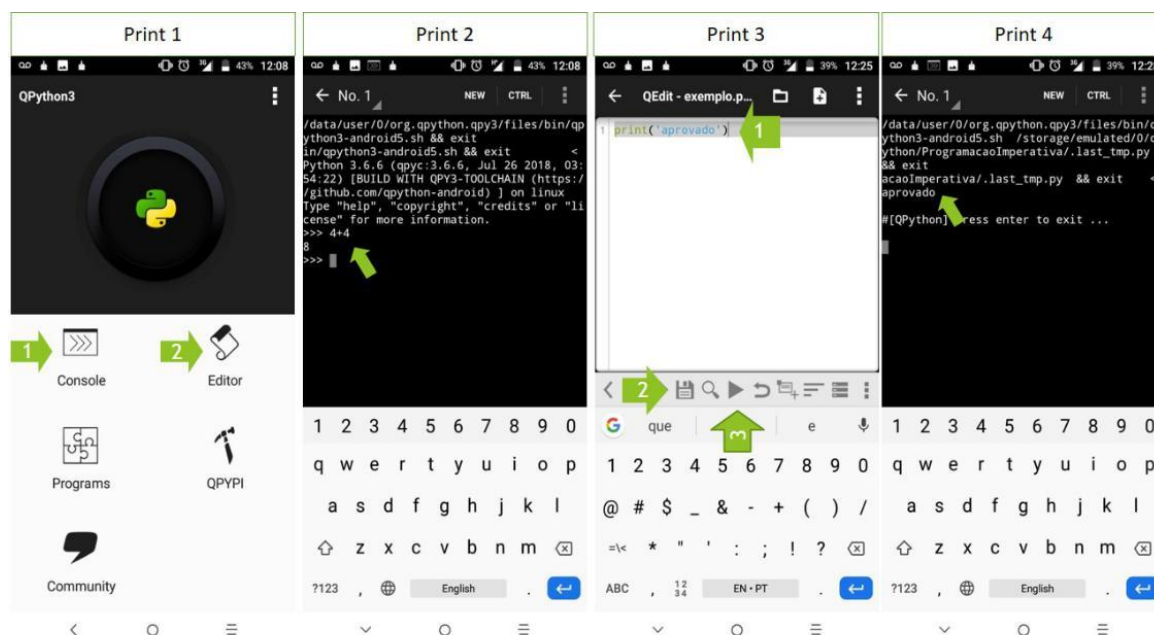 Print 1
43% 12:08
QPython3
1
2
Console
Editor
Programs
QPYPI
Community
Print 2
43% 12:08
No. 1
NEW
CTRL
/data/user/0/org.qpython.qpy3/files/bin/qp
ython3-android5.sh && exit
in/qpython3-android5.sh && exit <
Python 3.6.6 (qpyc:3.6.6, Jul 26 2018, 03:
54:22) [BUILD WITH QPY3-TOOLCHAIN (https:/
/github.com/qpython-android) ] on linux
Type "help", "copyright", "credits" or "li
cense" for more information.
>>> 4+4
8
>>>
1 2 3 4 5 6 7 8 9 0
q w e r t y u i o p
a s d f g h j k l
z x c v b n m
?123 , English .
Print 3
39% 12:25
QEdit - exemplo.p...
1 print('aprovado')
1
2
3
G que e
1 2 3 4 5 6 7 8 9 0
@ # $ _ & - + ( ) /
=\< * " ' : ; ! ?
ABC , 12 34 EN • PT .
Print 4
39% 12:2
No. 1
NEW
CTRL
/data/user/0/org.qpython.qpy3/files/bin/
ython3-android5.sh /storage/emulated/0/
ython/ProgramacaoImperativa/.last_tmp.py
&& exit
acaoImperativa/.last_tmp.py && exit <
aprovado
#[QPython] Press enter to exit ...
1 2 3 4 5 6 7 8 9 0
q w e r t y u i o p
a s d f g h j k l
z x c v b n m
?123 , English .